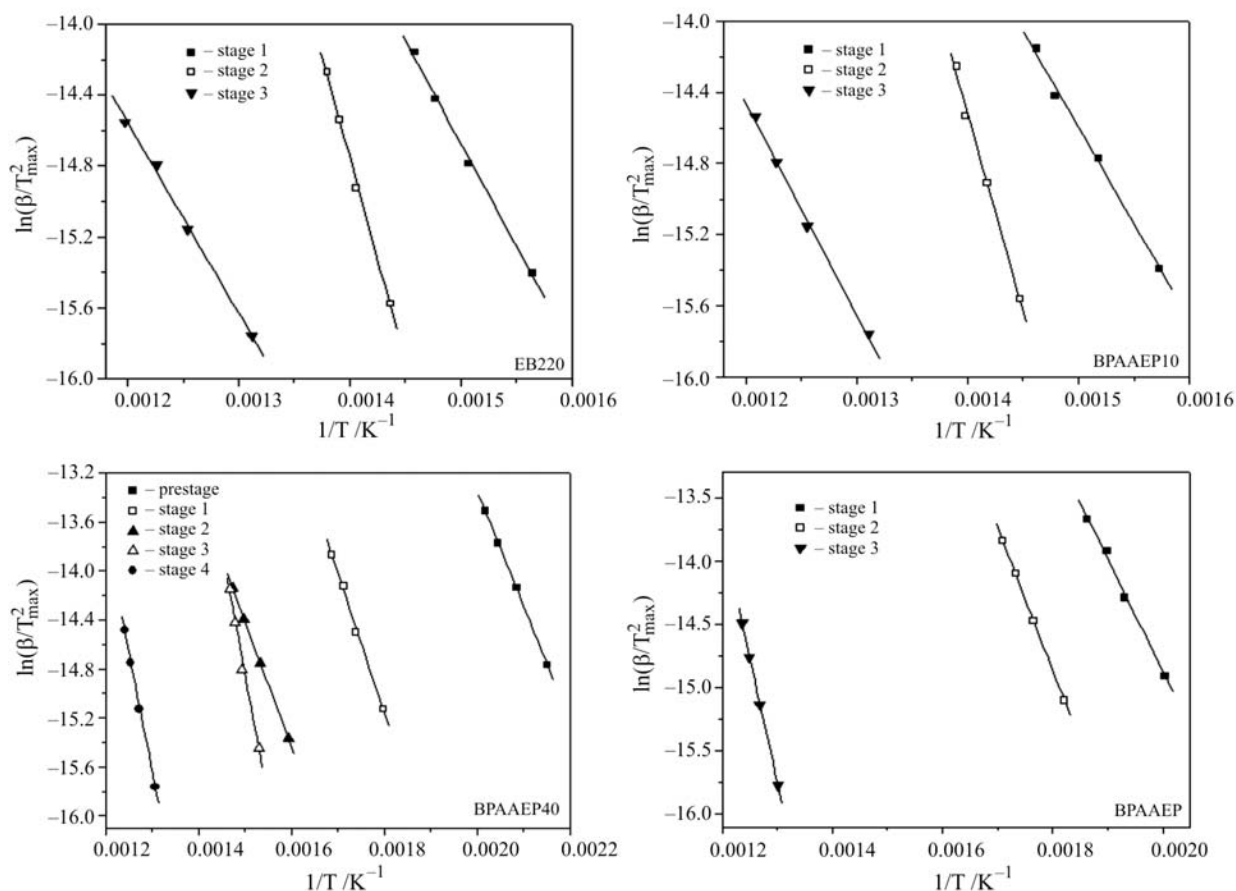 –14.0
–14.4
–14.8
–15.2
–15.6
–16.0
ln(β/T²max)
– stage 1
– stage 2
– stage 3
EB220
0.0012 0.0013 0.0014 0.0015 0.0016
1/T /K⁻¹
–14.0
–14.4
–14.8
–15.2
–15.6
–16.0
ln(β/T²max)
– stage 1
– stage 2
– stage 3
BPAAEP10
0.0012 0.0013 0.0014 0.0015 0.0016
1/T /K⁻¹
–13.2
–13.6
–14.0
–14.4
–14.8
–15.2
–15.6
–16.0
ln(β/T²max)
– prestage
– stage 1
– stage 2
– stage 3
– stage 4
BPAAEP40
0.0012 0.0014 0.0016 0.0018 0.0020 0.0022
1/T /K⁻¹
–13.5
–14.0
–14.5
–15.0
–15.5
–16.0
ln(β/T²max)
– stage 1
– stage 2
– stage 3
BPAAEP
0.0012 0.0014 0.0016 0.0018 0.0020
1/T /K⁻¹